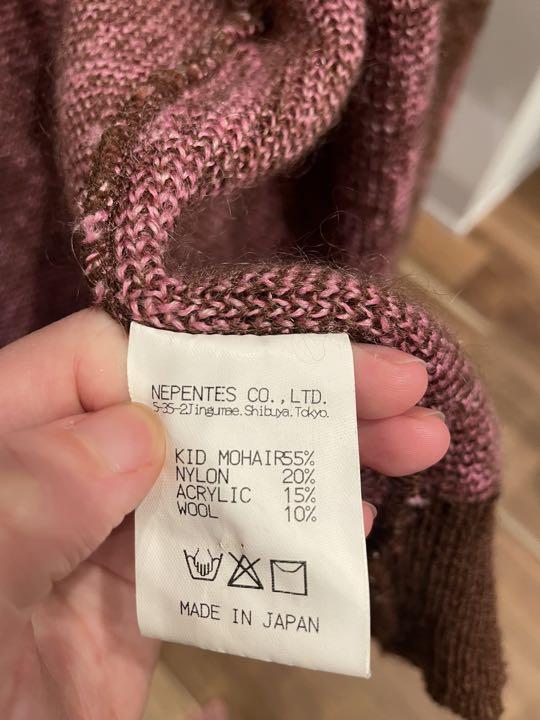 NEPENTES CO.,LTD.
5-35-2Jingumae.Shibuya.Tokyo.
KID MOHAIR55%
NYLON 20%
ACRYLIC 15%
WOOL 10%
MADE IN JAPAN